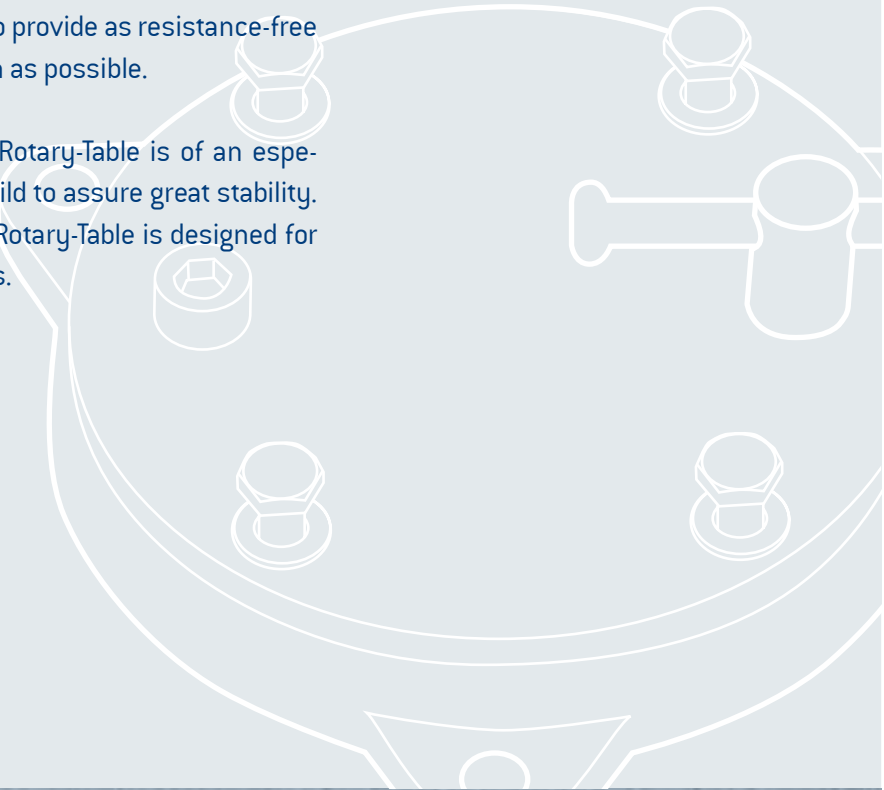 provide as resistance-free
as possible.
Rotary-Table is of an espe-
ild to assure great stability.
Rotary-Table is designed for
s.